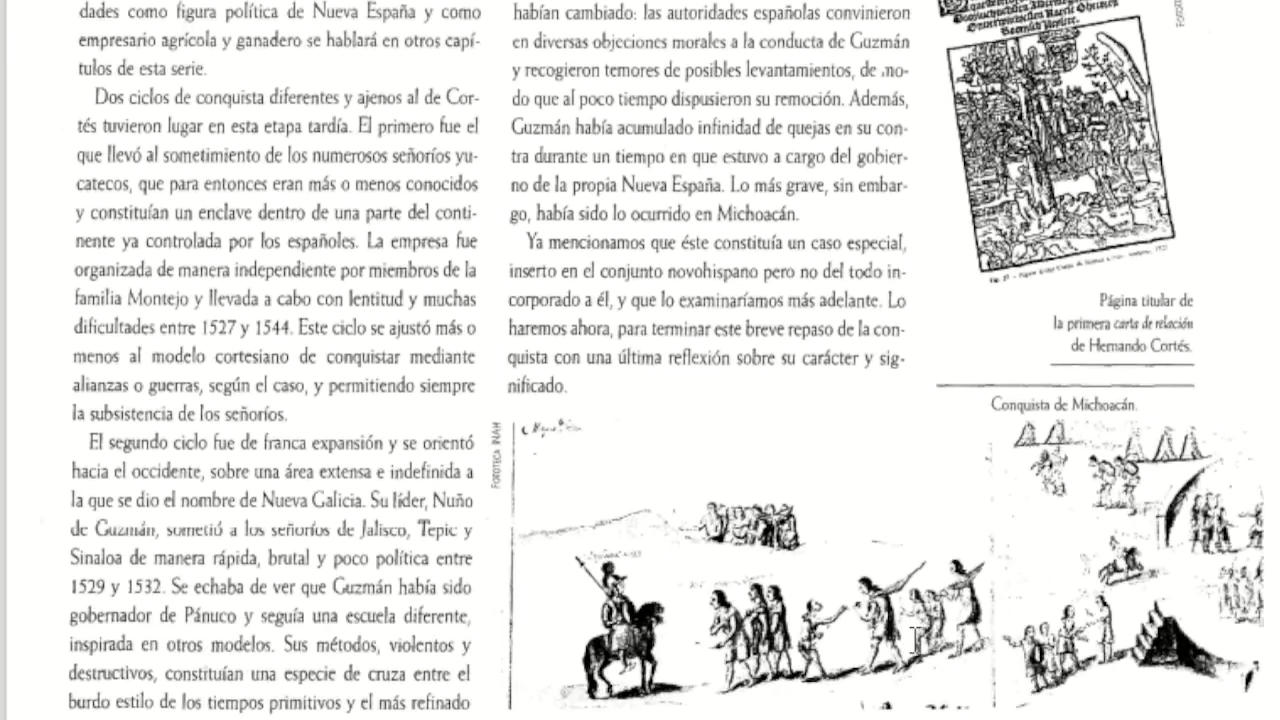 dades como figura política de Nueva España y como
empresario agrícola y ganadero se hablará en otros capí-
tulos de esta serie.
Dos ciclos de conquista diferentes y ajenos al de Cor-
tés tuvieron lugar en esta etapa tardía. El primero fue el
que llevó al sometimiento de los numerosos señoríos yu-
catecos, que para entonces eran más o menos conocidos
y constituían un enclave dentro de una parte del conti-
nente ya controlada por los españoles. La empresa fue
organizada de manera independiente por miembros de la
familia Montejo y llevada a cabo con lentitud y muchas
dificultades entre 1527 y 1544. Este ciclo se ajustó más o
menos al modelo cortesiano de conquistar mediante
alianzas o guerras, según el caso, y permitiendo siempre
la subsistencia de los señoríos.
El segundo ciclo fue de franca expansión y se orientó
hacia el occidente, sobre una área extensa e indefinida a
la que se dio el nombre de Nueva Galicia. Su líder, Nuño
de Guzmán, sometió a los señoríos de Jalisco, Tepic y
Sinaloa de manera rápida, brutal y poco política entre
1529 y 1532. Se echaba de ver que Guzmán había sido
gobernador de Pánuco y seguía una escuela diferente,
inspirada en otros modelos. Sus métodos, violentos y
destructivos, constituían una especie de cruza entre el
burdo estilo de los tiempos primitivos y el más refinado
habían cambiado: las autoridades españolas convinieron
en diversas objeciones morales a la conducta de Guzmán
y recogieron temores de posibles levantamientos, de mo-
do que al poco tiempo dispusieron su remoción. Además,
Guzmán había acumulado infinidad de quejas en su con-
tra durante un tiempo en que estuvo a cargo del gobier-
no de la propia Nueva España. Lo más grave, sin embar-
go, había sido lo ocurrido en Michoacán.
Ya mencionamos que éste constituía un caso especial,
inserto en el conjunto novohispano pero no del todo in-
corporado a él, y que lo examinaríamos más adelante. Lo
haremos ahora, para terminar este breve repaso de la con-
quista con una última reflexión sobre su carácter y sig-
nificado.
FOTOTECA INAH
Página titular de
la primera carta de relación
de Hernando Cortés.
Conquista de Michoacán.